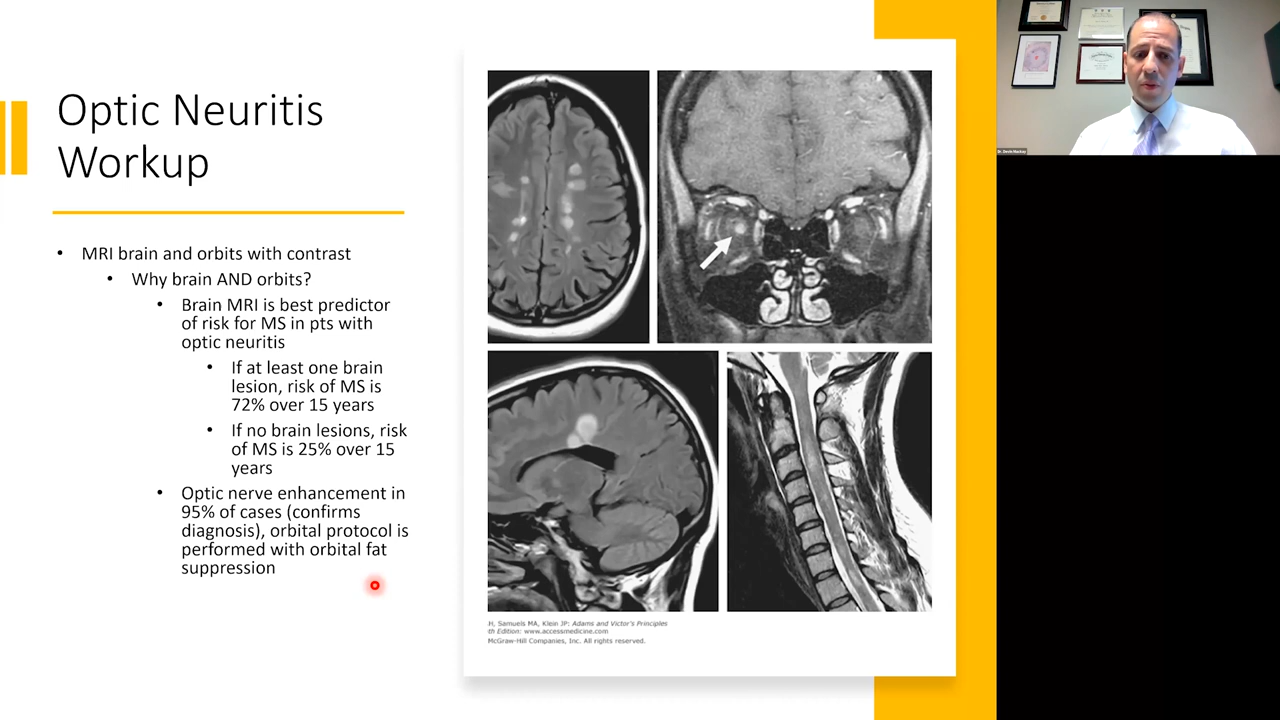 Optic Neuritis
Workup
• MRI brain and orbits with contrast
• Why brain AND orbits?
• Brain MRI is best predictor
of risk for MS in pts with
optic neuritis
• If at least one brain
lesion, risk of MS is
72% over 15 years
• If no brain lesions, risk
of MS is 25% over 15
years
• Optic nerve enhancement in
95% of cases (confirms
diagnosis), orbital protocol is
performed with orbital fat
suppression
H, Samuels MA, Klein JP: Adams and Victor's Principles
th Edition: www.accessmedicine.com
McGraw-Hill Companies, Inc. All rights reserved.
Dr. Devin Mackay